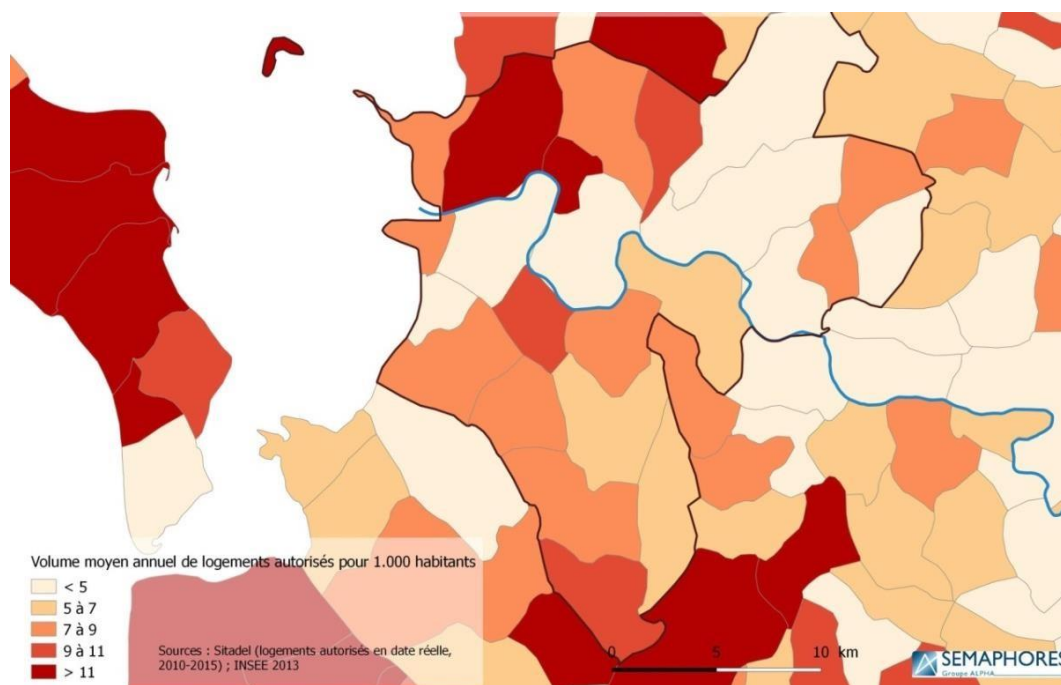 Volume moyen annuel de logements autorisés pour 1.000 habitants
< 5
5 à 7
7 à 9
9 à 11
> 11
Sources : Sitadel (logements autorisés en date réelle,
2010-2015) ; INSEE 2013
0 5 10 km
SEMAPHORES
Groupe ALPHA